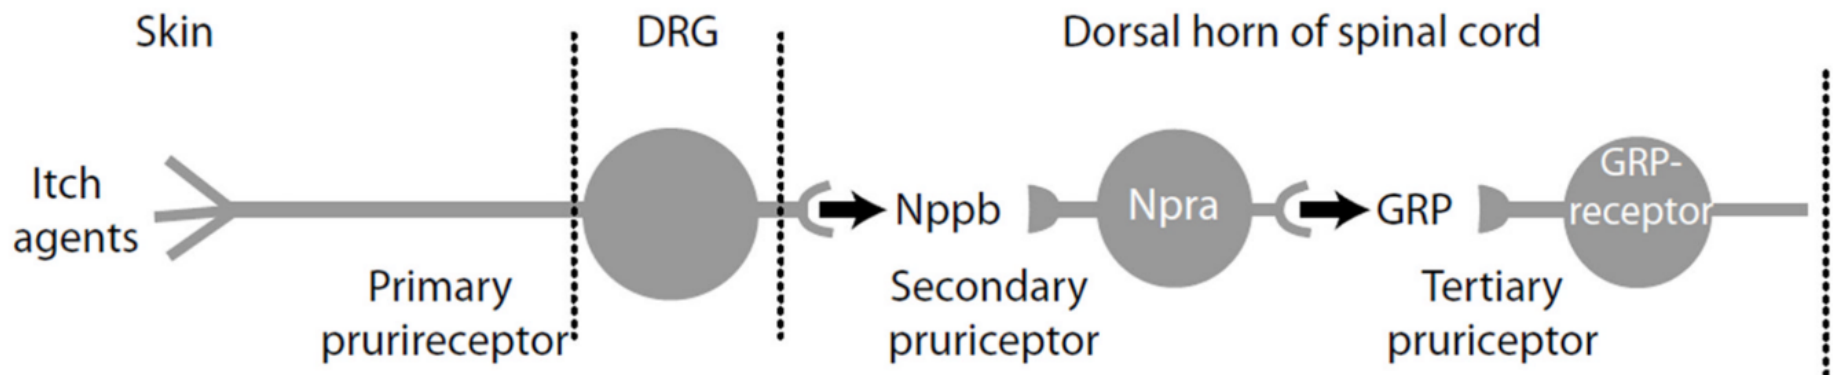 Skin
DRG
Dorsal horn of spinal cord
Itch
agents
Nppb
Npra
GRP
GRP-
receptor
Primary
prurireceptor
Secondary
pruriceptor
Tertiary
pruriceptor